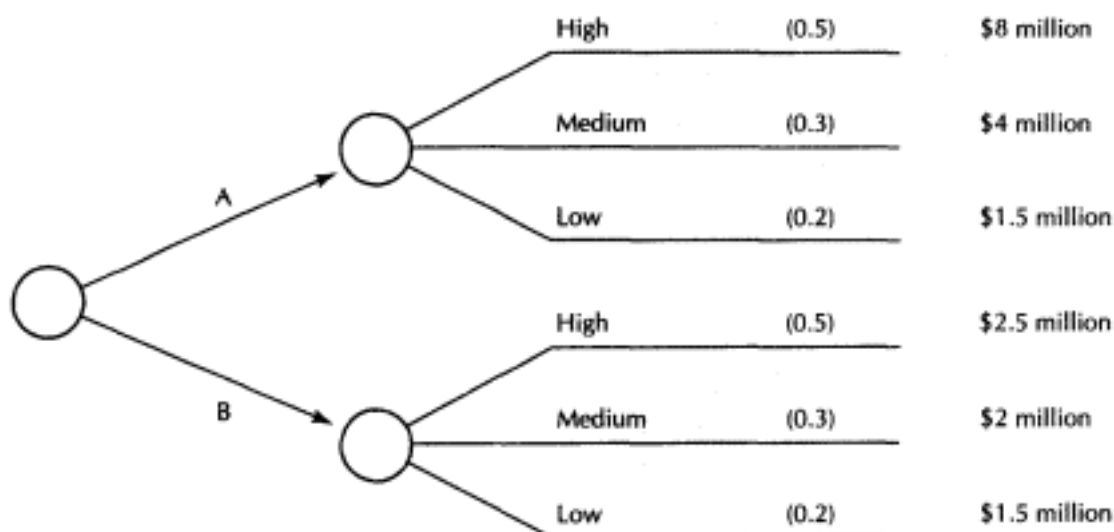 High (0.5) $8 million
Medium (0.3) $4 million
Low (0.2) $1.5 million
A
High (0.5) $2.5 million
B
Medium (0.3) $2 million
Low (0.2) $1.5 million